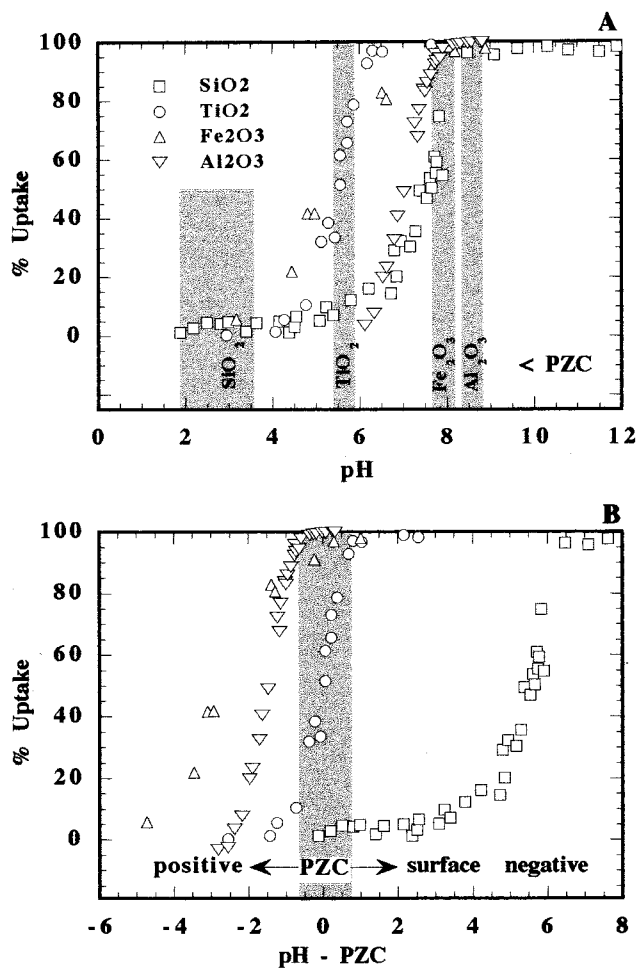 A
100
80
60
40
20
0
% Uptake
SiO2
TiO2
Fe2O3
Al2O3
SiO2
TiO2
Fe2O3
Al2O3
< PZC
0 2 4 6 8 10 12
pH
B
100
80
60
40
20
0
% Uptake
positive PZC surface negative
-6 -4 -2 0 2 4 6 8
pH - PZC